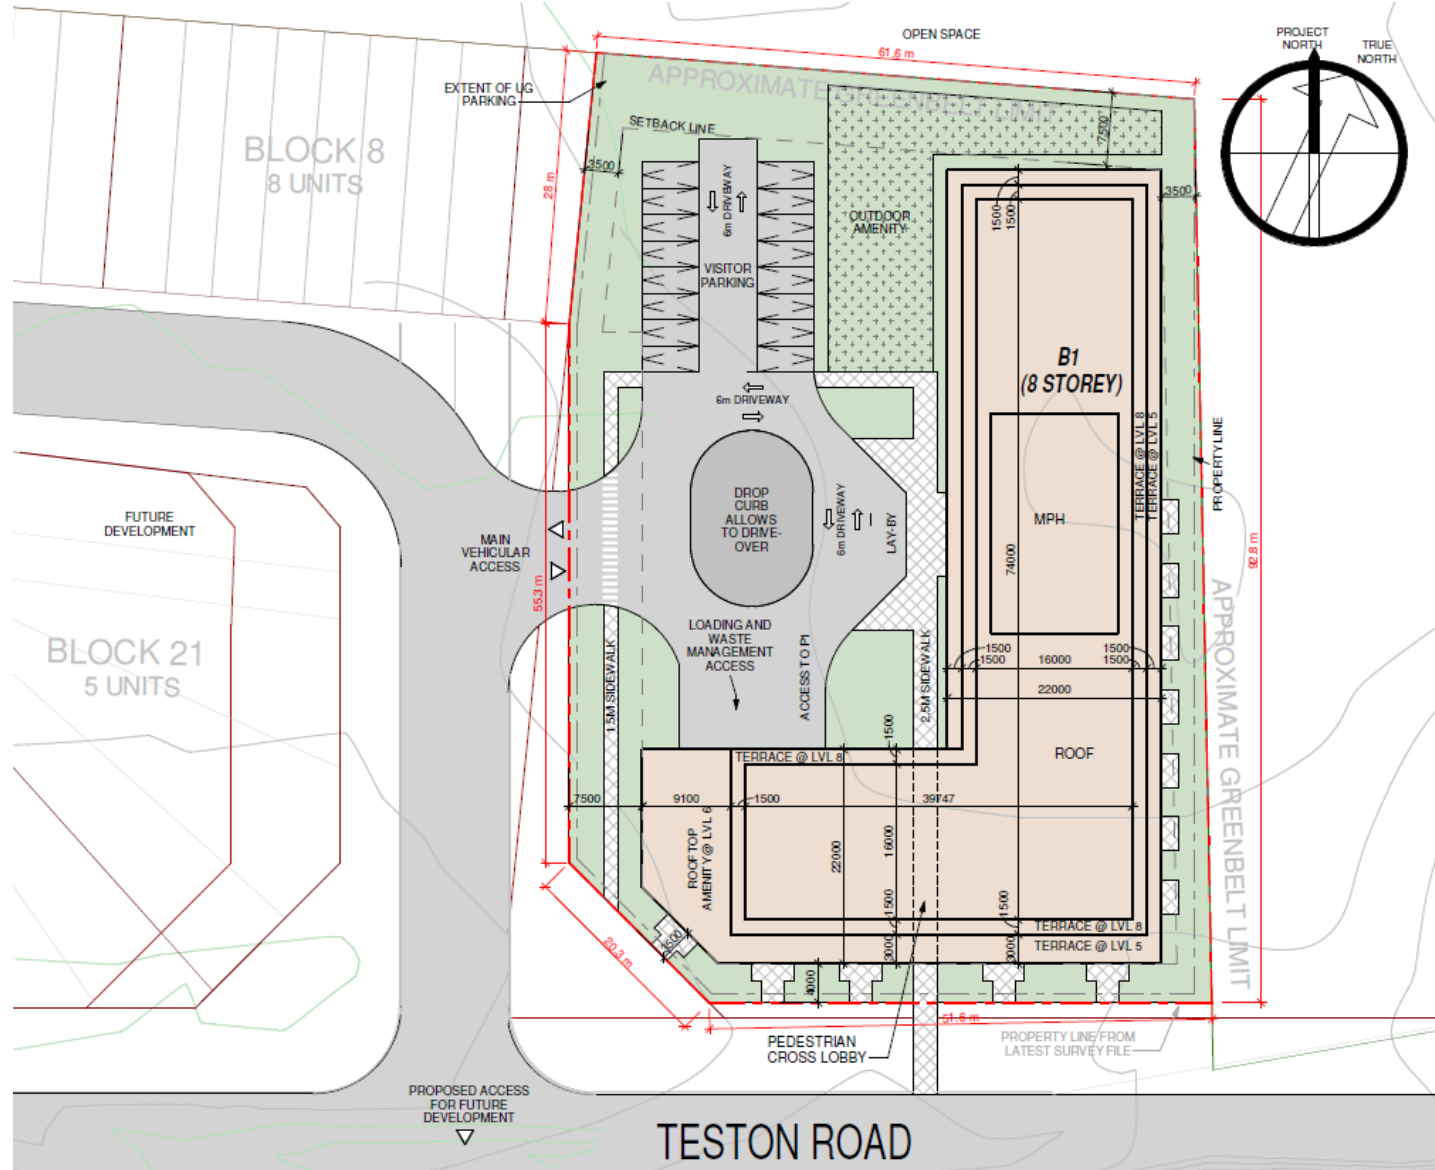 OPEN SPACE
PROJECT
NORTH
TRUE
NORTH
61.6 m
APPROXIMATE GREENBELT LIMIT
EXTENT OF UG
PARKING
SETBACK LINE
BLOCK 8
8 UNITS
28 m
3500
7500
3500
6m DRIVEWAY
1500
1500
OUTDOOR
AMENITY
VISITOR
PARKING
B1
(8 STOREY)
6m DRIVEWAY
TERRACE @ LVL 8
TERRACE @ LVL 5
PROPERTY LINE
DROP
CURB
ALLOWS
TO DRIVE-
OVER
6m DRIVEWAY
LAY-BY
MPH
74000
FUTURE
DEVELOPMENT
MAIN
VEHICULAR
ACCESS
55.3 m
92.8 m
APPROXIMATE GREENBELT LIMIT
BLOCK 21
5 UNITS
LOADING AND
WASTE
MANAGEMENT
ACCESS
ACCESS TO P1
1.5M SIDEWALK
2.5M SIDEWALK
1500
1500
16000
1500
1500
22000
1500
TERRACE @ LVL 8
ROOF
7500
9100
1500
39747
ROOFTOP
AMENITY @ LVL 6
22000
16000
1500
3000
1500
3000
TERRACE @ LVL 8
TERRACE @ LVL 5
3500
20.3 m
4000
51.6 m
PEDESTRIAN
CROSS LOBBY
PROPERTY LINE FROM
LATEST SURVEY FILE
PROPOSED ACCESS
FOR FUTURE
DEVELOPMENT
TESTON ROAD